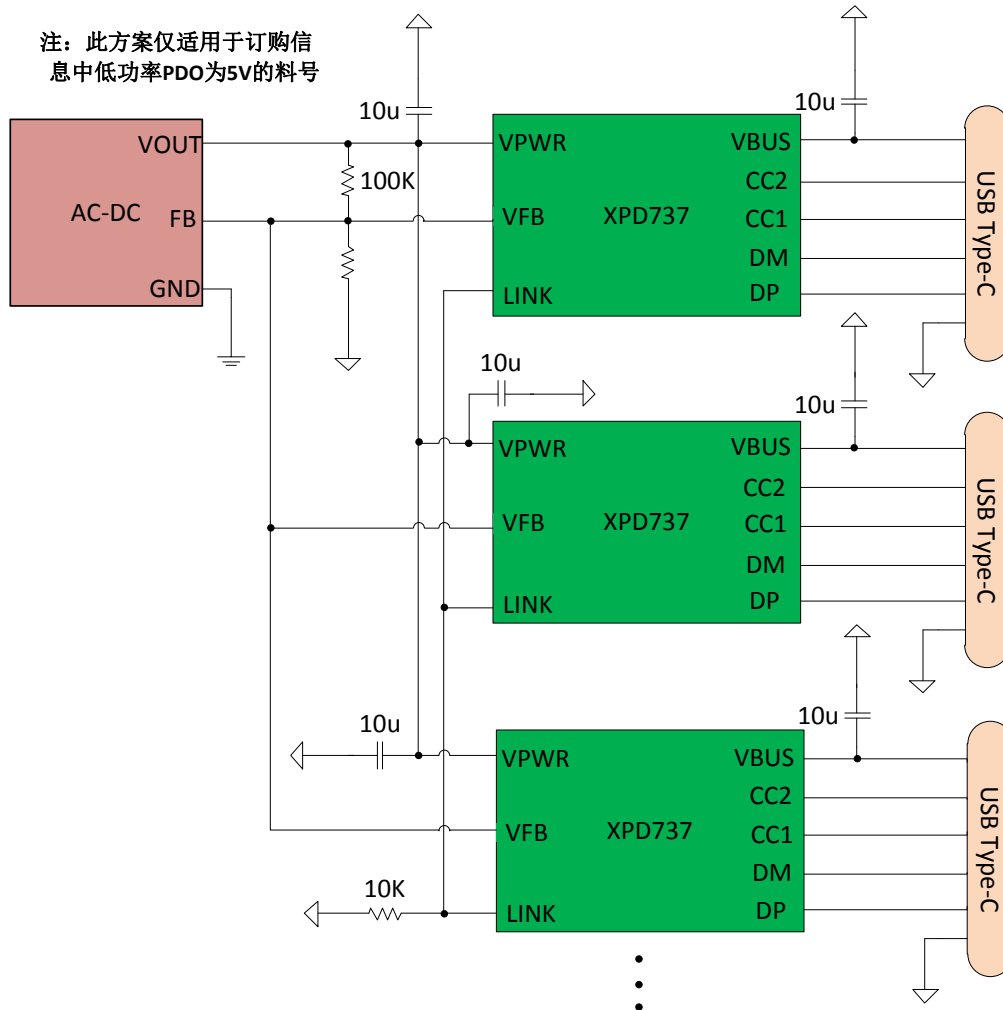 注：此方案仅适用于订购信
息中低功率PDO为5V的料号
10u
10u
VOUT
AC-DC
FB
GND
100K
VPWR
VFB
XPD737
LINK
VBUS
CC2
CC1
DM
DP
USB Type-C
10u
10u
VPWR
VFB
XPD737
LINK
VBUS
CC2
CC1
DM
DP
USB Type-C
10u
10u
VPWR
VFB
XPD737
10K
LINK
VBUS
CC2
CC1
DM
DP
USB Type-C